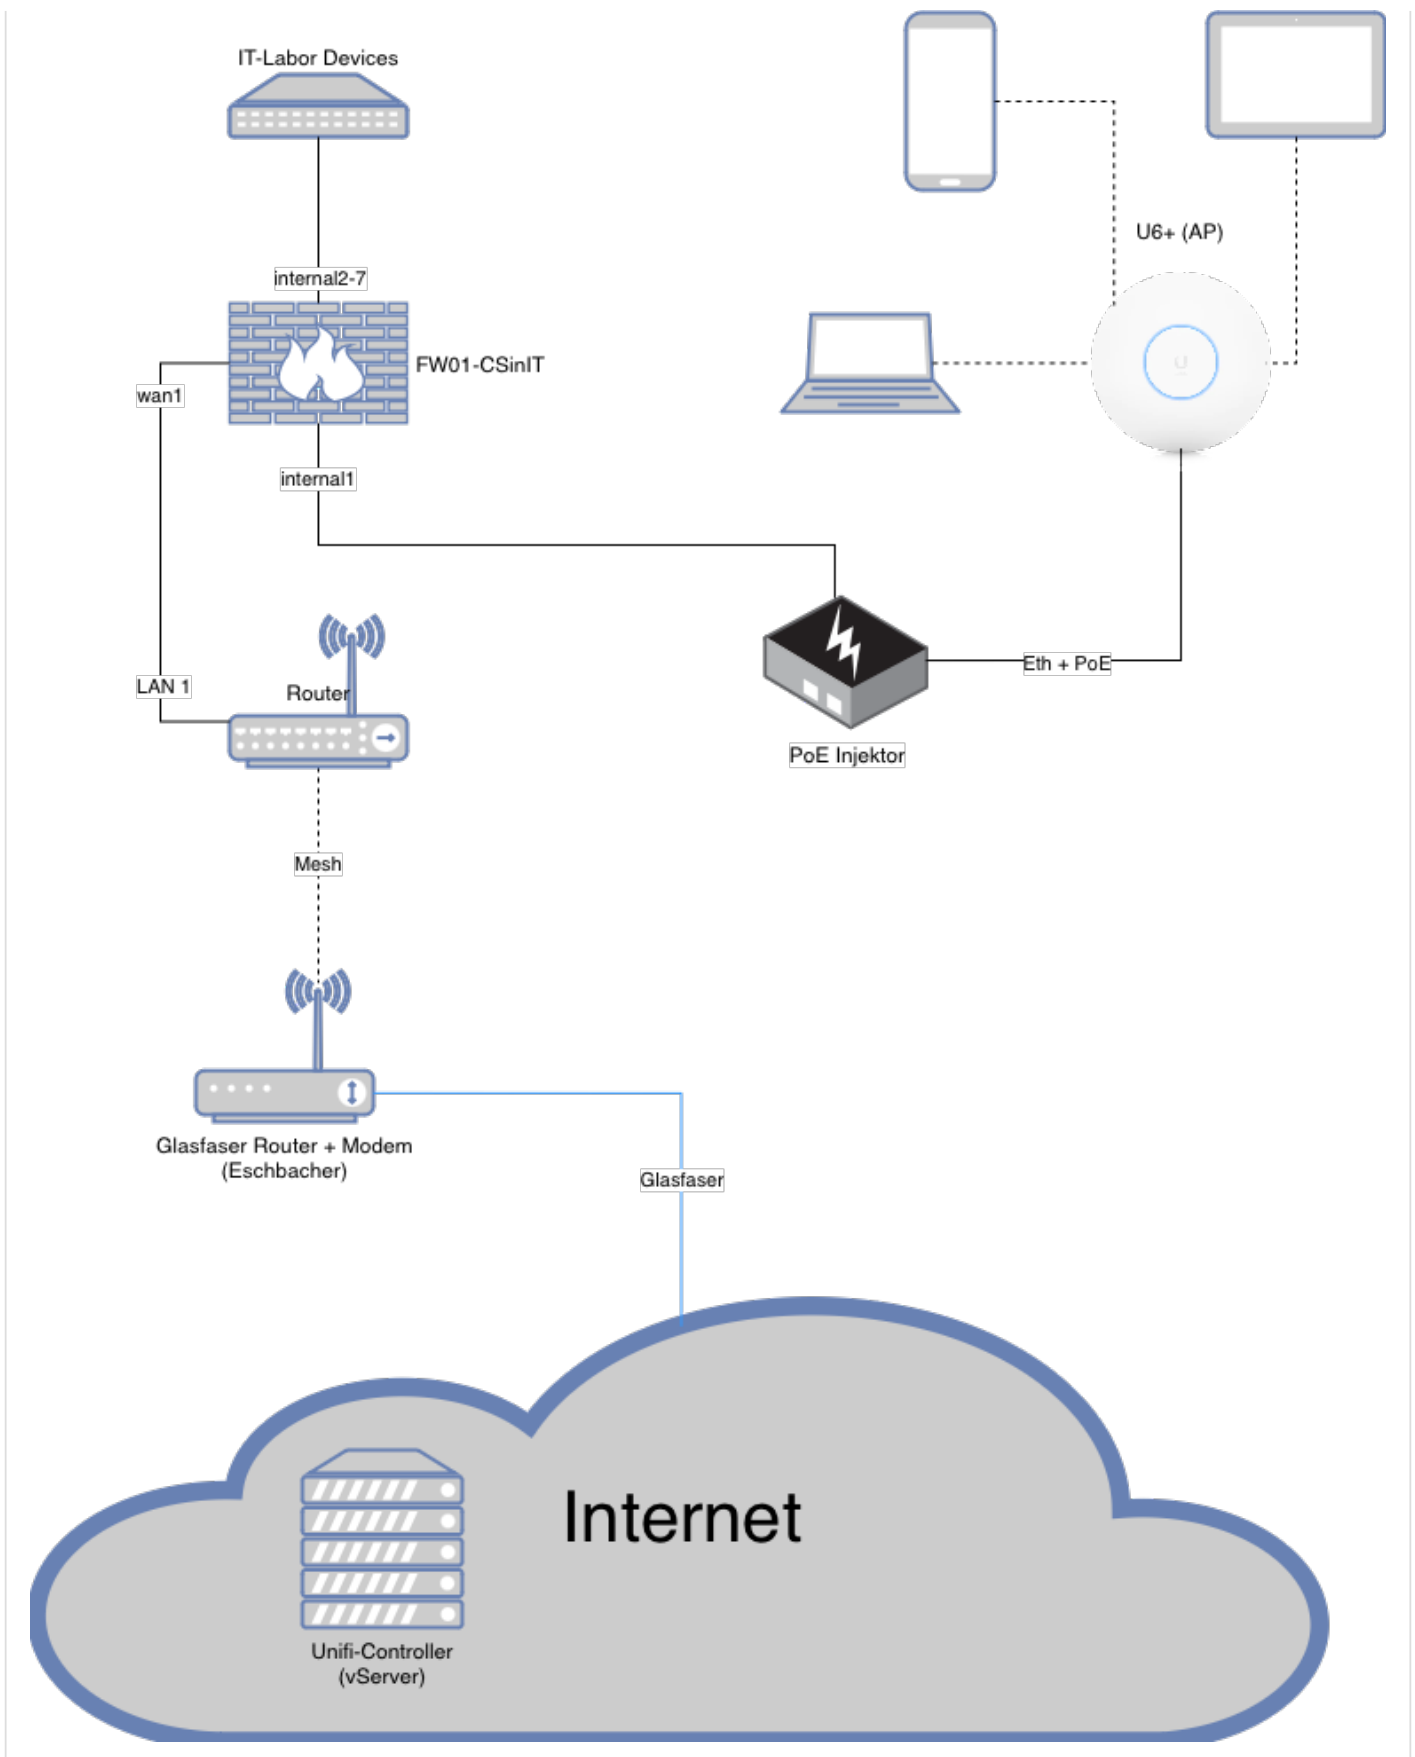 IT-Labor Devices
U6+ (AP)
internal2-7
FW01-CSinIT
wan1
internal1
Eth + PoE
LAN 1
Router
PoE Injektor
Mesh
Glasfaser Router + Modem
(Eschbacher)
Glasfaser
Internet
Unifi-Controller
(vServer)